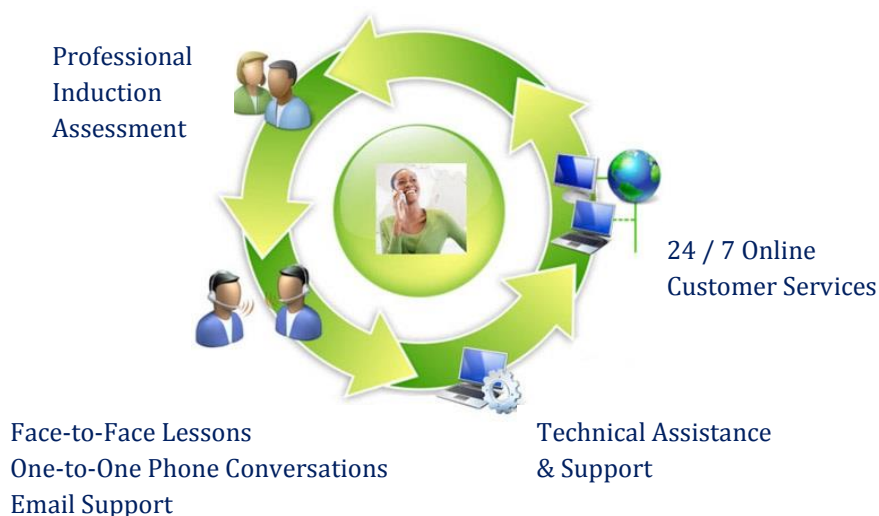 Professional
Induction
Assessment
24 / 7 Online
Customer Services
Face-to-Face Lessons
One-to-One Phone Conversations
Email Support
Technical Assistance
& Support